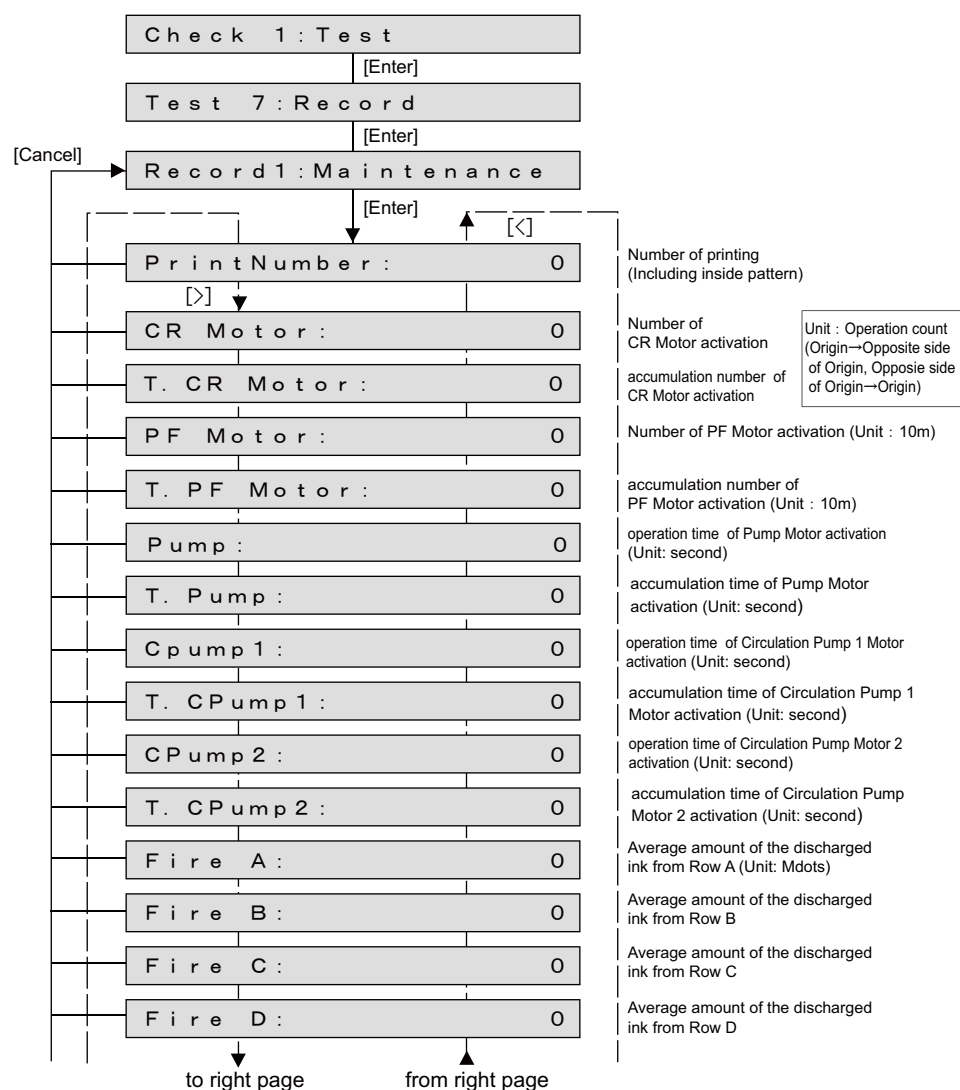 Check 1:Test
[Enter]
Test 7:Record
[Enter]
[Cancel]
Record1:Maintenance
[Enter]
[<]
PrintNumber: 0
Number of printing
(Including inside pattern)
[>]
CR Motor: 0
Number of
CR Motor activation
Unit : Operation count
(Origin→Opposite side
of Origin, Opposie side
of Origin→Origin)
T. CR Motor: 0
accumulation number of
CR Motor activation
PF Motor: 0
Number of PF Motor activation (Unit : 10m)
T. PF Motor: 0
accumulation number of
PF Motor activation (Unit : 10m)
Pump: 0
operation time of Pump Motor activation
(Unit: second)
T. Pump: 0
accumulation time of Pump Motor
activation (Unit: second)
Cpump1: 0
operation time of Circulation Pump 1 Motor
activation (Unit: second)
T. CPump1: 0
accumulation time of Circulation Pump 1
Motor activation (Unit: second)
CPump2: 0
operation time of Circulation Pump Motor 2
activation (Unit: second)
T. CPump2: 0
accumulation time of Circulation Pump
Motor 2 activation (Unit: second)
Fire A: 0
Average amount of the discharged
ink from Row A (Unit: Mdots)
Fire B: 0
Average amount of the discharged
ink from Row B
Fire C: 0
Average amount of the discharged
ink from Row C
Fire D: 0
Average amount of the discharged
ink from Row D
to right page
from right page